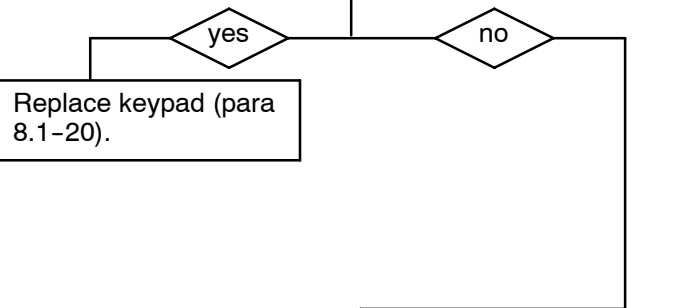 yes
no
Replace keypad (para
8.1-20).